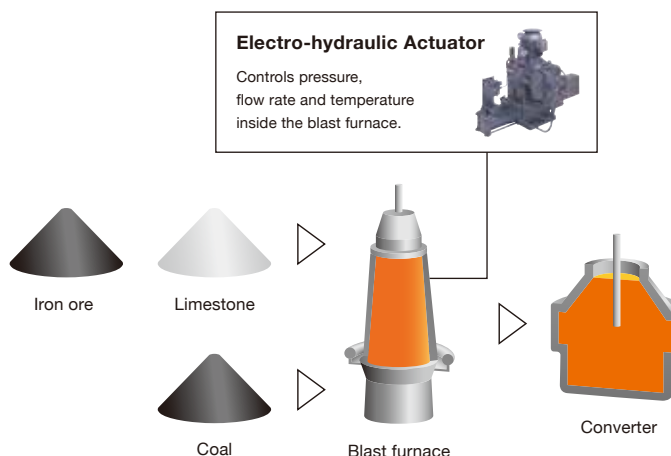 Electro-hydraulic Actuator
Controls pressure,
flow rate and temperature
inside the blast furnace.
Iron ore
Limestone
Coal
Blast furnace
Converter